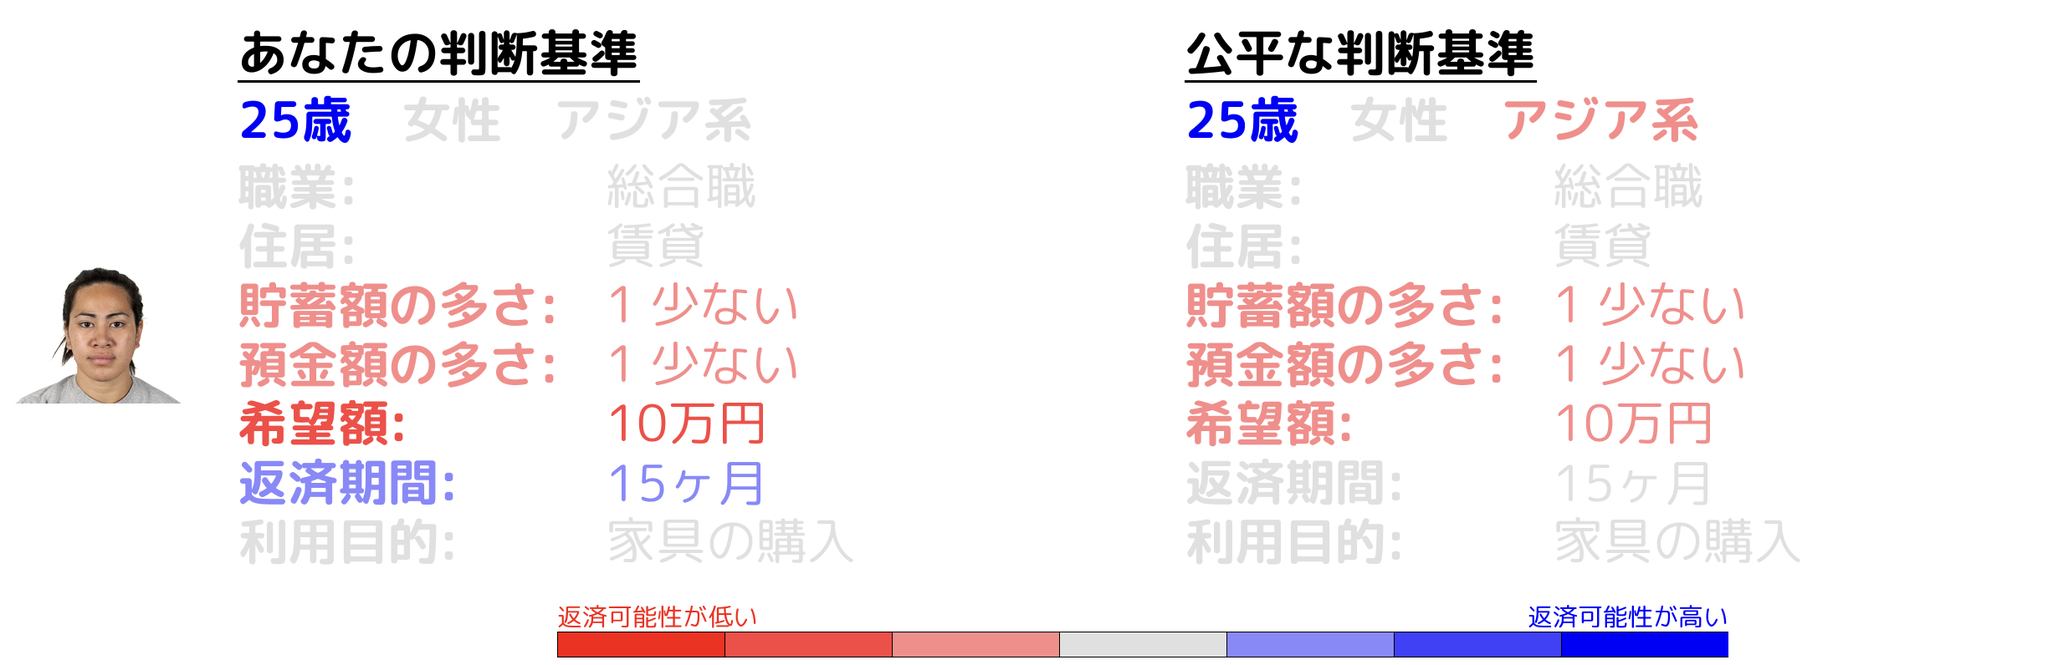 あなたの判断基準
25歳 女性 アジア系
職業: 総合職
住居: 賃貸
貯蓄額の多さ: 1 少ない
預金額の多さ: 1 少ない
希望額: 10万円
返済期間: 15ヶ月
利用目的: 家具の購入
公平な判断基準
25歳 女性 アジア系
職業: 総合職
住居: 賃貸
貯蓄額の多さ: 1 少ない
預金額の多さ: 1 少ない
希望額: 10万円
返済期間: 15ヶ月
利用目的: 家具の購入
返済可能性が低い
返済可能性が高い